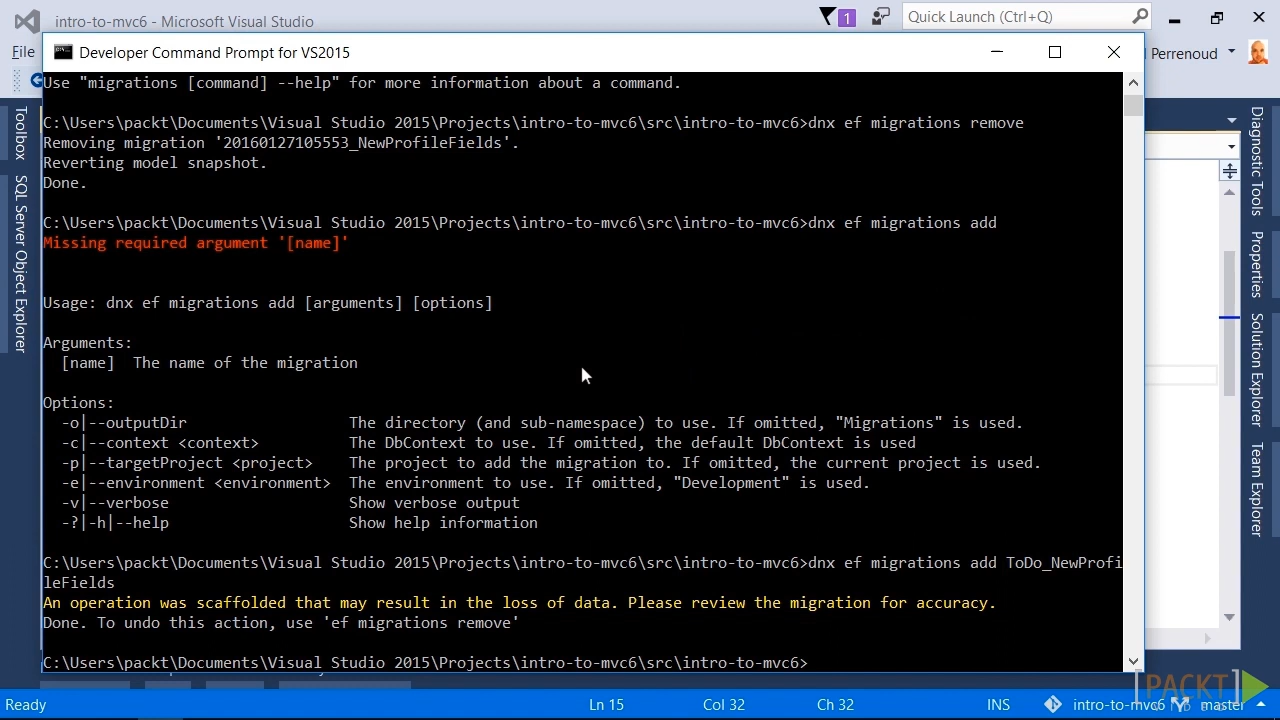 intro-to-mvc6 - Microsoft Visual Studio
1
Quick Launch (Ctrl+Q)
File
Perrenoud
Developer Command Prompt for VS2015
Use "migrations [command] --help" for more information about a command.
C:\Users\packt\Documents\Visual Studio 2015\Projects\intro-to-mvc6\src\intro-to-mvc6>dnx ef migrations remove
Removing migration '20160127105553_NewProfileFields'.
Reverting model snapshot.
Done.
C:\Users\packt\Documents\Visual Studio 2015\Projects\intro-to-mvc6\src\intro-to-mvc6>dnx ef migrations add
Missing required argument '[name]'
Usage: dnx ef migrations add [arguments] [options]
Arguments:
[name]  The name of the migration
Options:
-o|--outputDir The directory (and sub-namespace) to use. If omitted, "Migrations" is used.
-c|--context <context> The DbContext to use. If omitted, the default DbContext is used
-p|--targetProject <project> The project to add the migration to. If omitted, the current project is used.
-e|--environment <environment> The environment to use. If omitted, "Development" is used.
-v|--verbose Show verbose output
-?|-h|--help Show help information
C:\Users\packt\Documents\Visual Studio 2015\Projects\intro-to-mvc6\src\intro-to-mvc6>dnx ef migrations add ToDo_NewProfi
leFields
An operation was scaffolded that may result in the loss of data. Please review the migration for accuracy.
Done. To undo this action, use 'ef migrations remove'
C:\Users\packt\Documents\Visual Studio 2015\Projects\intro-to-mvc6\src\intro-to-mvc6>
Toolbox
SQL Server Object Explorer
Diagnostic Tools
Properties
Solution Explorer
Team Explorer
Ready
Ln 15
Col 32
Ch 32
INS
intro-to-mvc6
master
PACKT